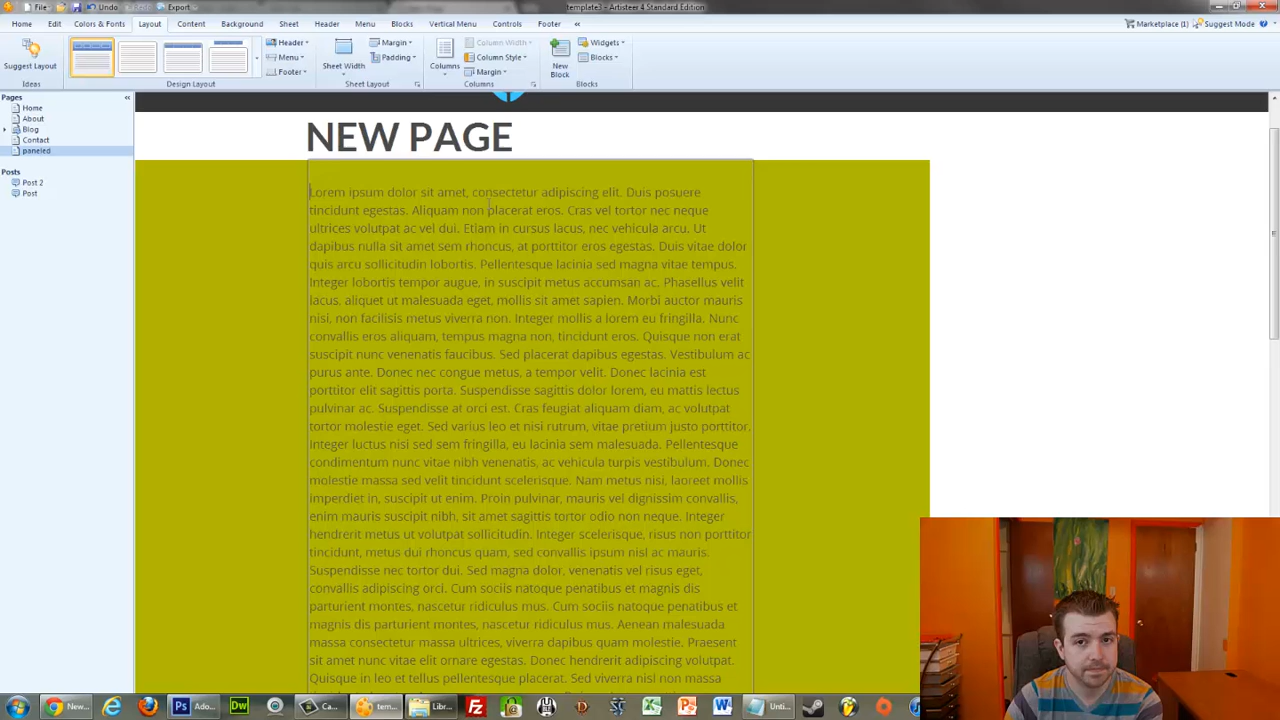 File
Undo
Export
template3 - Artisteer 4 Standard Edition
Home Edit Colors & Fonts Layout Content Background Sheet Header Menu Blocks Vertical Menu Controls Footer
Marketplace (1) Suggest Mode
Suggest Layout
Ideas
Header
Menu
Footer
Design Layout
Sheet Width
Margin
Padding
Sheet Layout
Columns
Column Width
Column Style
Margin
Columns
New Block
Widgets
Blocks
Blocks
Pages
Home
About
Blog
Contact
paneled
Posts
Post 2
Post
NEW PAGE
Lorem ipsum dolor sit amet, consectetur adipiscing elit. Duis posuere
tincidunt egestas. Aliquam non placerat eros. Cras vel tortor nec neque
ultrices volutpat ac vel dui. Etiam in cursus lacus, nec vehicula arcu. Ut
dapibus nulla sit amet sem rhoncus, at porttitor eros egestas. Duis vitae dolor
quis arcu sollicitudin lobortis. Pellentesque lacinia sed magna vitae tempus.
Integer lobortis tempor augue, in suscipit metus accumsan ac. Phasellus velit
lacus, aliquet ut malesuada eget, mollis sit amet sapien. Morbi auctor mauris
nisi, non facilisis metus viverra non. Integer mollis a lorem eu fringilla. Nunc
convallis eros aliquam, tempus magna non, tincidunt eros. Quisque non erat
suscipit nunc venenatis faucibus. Sed placerat dapibus egestas. Vestibulum ac
purus ante. Donec nec congue metus, a tempor velit. Donec lacinia est
porttitor elit sagittis porta. Suspendisse sagittis dolor lorem, eu mattis lectus
pulvinar ac. Suspendisse at orci est. Cras feugiat aliquam diam, ac volutpat
tortor molestie eget. Sed varius leo et nisi rutrum, vitae pretium justo porttitor.
Integer luctus nisi sed sem fringilla, eu lacinia sem malesuada. Pellentesque
condimentum nunc vitae nibh venenatis, ac vehicula turpis vestibulum. Donec
molestie massa sed velit tincidunt scelerisque. Nam metus nisi, laoreet mollis
imperdiet in, suscipit ut enim. Proin pulvinar, mauris vel dignissim convallis,
enim mauris suscipit nibh, sit amet sagittis tortor odio non neque. Integer
hendrerit metus ut volutpat sollicitudin. Integer scelerisque, risus non porttitor
tincidunt, metus dui rhoncus quam, sed convallis ipsum nisl ac mauris.
Suspendisse nec tortor dui. Sed magna dolor, venenatis vel risus eget,
convallis adipiscing orci. Cum sociis natoque penatibus et magnis dis
parturient montes, nascetur ridiculus mus. Cum sociis natoque penatibus et
magnis dis parturient montes, nascetur ridiculus mus. Aenean malesuada
massa consectetur massa ultrices, viverra dapibus quam molestie. Praesent
sit amet nunc vitae elit ornare egestas. Donec hendrerit adipiscing volutpat.
Quisque in leo et tellus pellentesque placerat. Sed viverra nisl non massa
New... Ps Ado... Dw Ca... tem... Libr... Fz Unti...